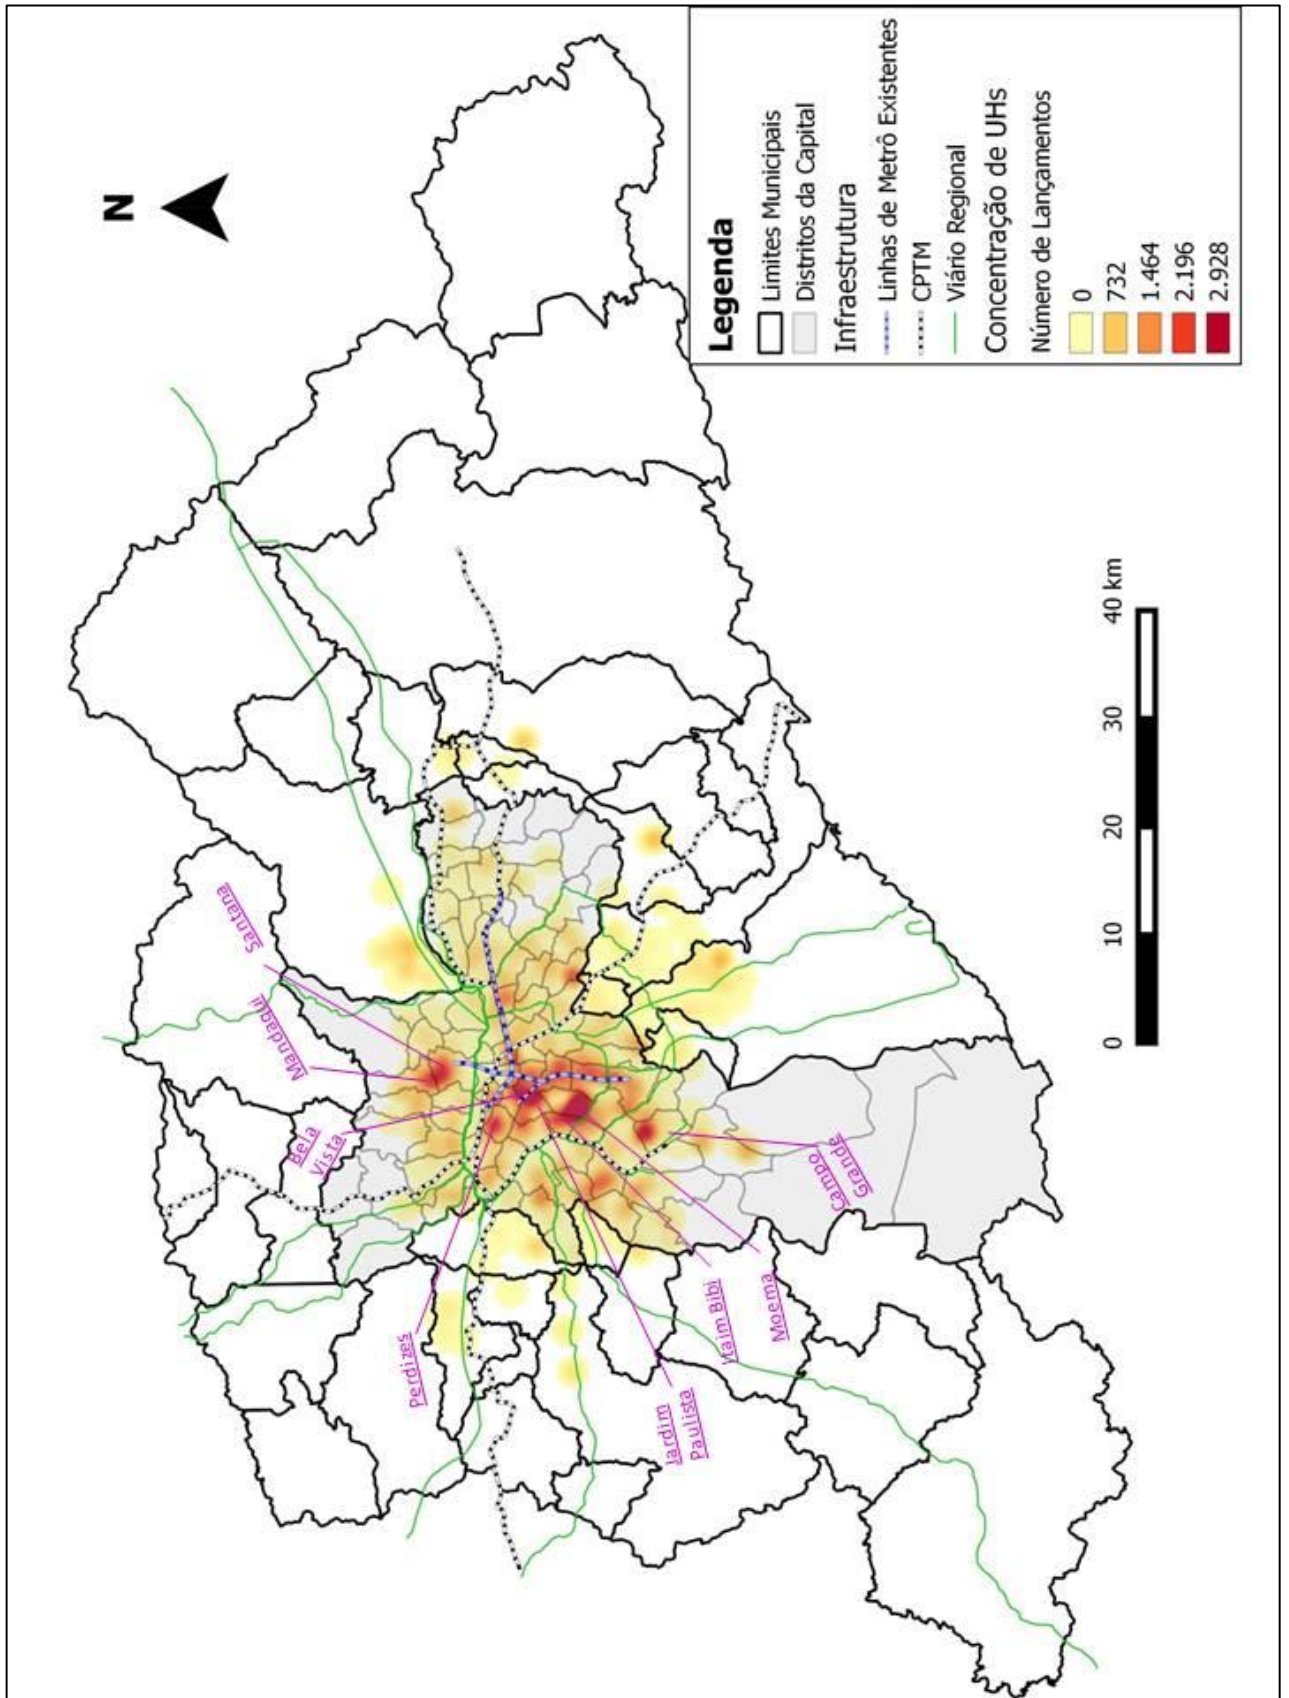 N
Santana
Mandaqui
Bela
Vista
Perdizes
Jardim
Paulista
Itaim Bibi
Moema
Campo
Grande
0 10 20 30 40 km
Legenda
Limites Municipais
Distritos da Capital
Infraestrutura
Linhas de Metrô Existentes
CPTM
Viário Regional
Concentração de UHs
Número de Lançamentos
0
732
1.464
2.196
2.928